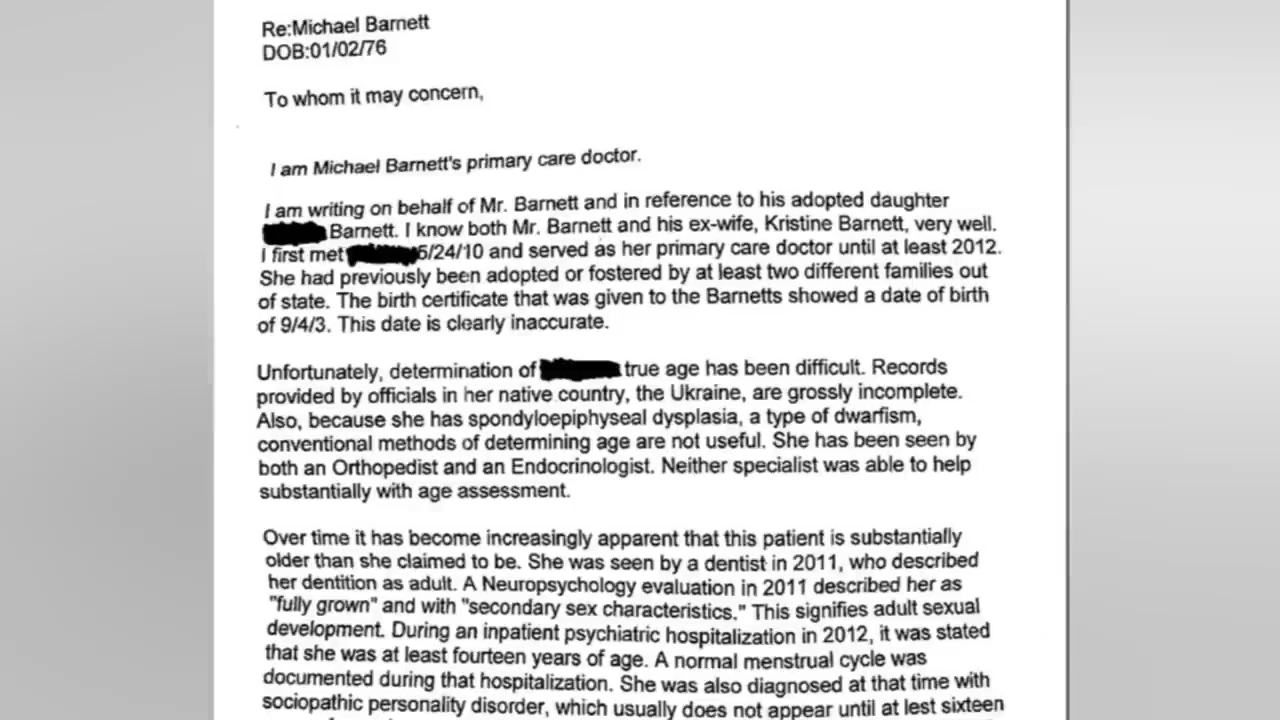 Re:Michael Barnett
DOB:01/02/76
To whom it may concern,
I am Michael Barnett's primary care doctor.
I am writing on behalf of Mr. Barnett and in reference to his adopted daughter
Barnett. I know both Mr. Barnett and his ex-wife, Kristine Barnett, very well.
I first met 5/24/10 and served as her primary care doctor until at least 2012.
She had previously been adopted or fostered by at least two different families out
of state. The birth certificate that was given to the Barnetts showed a date of birth
of 9/4/3. This date is clearly inaccurate.
Unfortunately, determination of true age has been difficult. Records
provided by officials in her native country, the Ukraine, are grossly incomplete.
Also, because she has spondyloepiphyseal dysplasia, a type of dwarfism,
conventional methods of determining age are not useful. She has been seen by
both an Orthopedist and an Endocrinologist. Neither specialist was able to help
substantially with age assessment.
Over time it has become increasingly apparent that this patient is substantially
older than she claimed to be. She was seen by a dentist in 2011, who described
her dentition as adult. A Neuropsychology evaluation in 2011 described her as
"fully grown" and with "secondary sex characteristics." This signifies adult sexual
development. During an inpatient psychiatric hospitalization in 2012, it was stated
that she was at least fourteen years of age. A normal menstrual cycle was
documented during that hospitalization. She was also diagnosed at that time with
sociopathic personality disorder, which usually does not appear until at lest sixteen